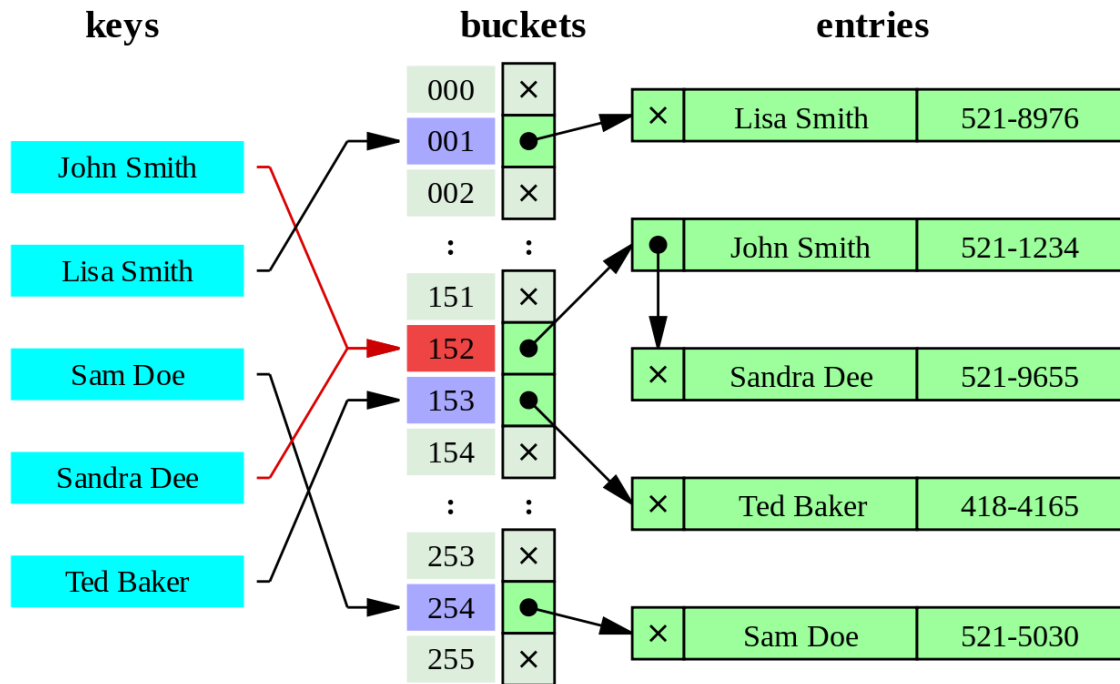 keys
buckets
entries
John Smith
Lisa Smith
Sam Doe
Sandra Dee
Ted Baker
000 ×
001
002 ×
: :
151 ×
152
153
154 ×
: :
253 ×
254
255 ×
× Lisa Smith 521-8976
John Smith 521-1234
× Sandra Dee 521-9655
× Ted Baker 418-4165
× Sam Doe 521-5030